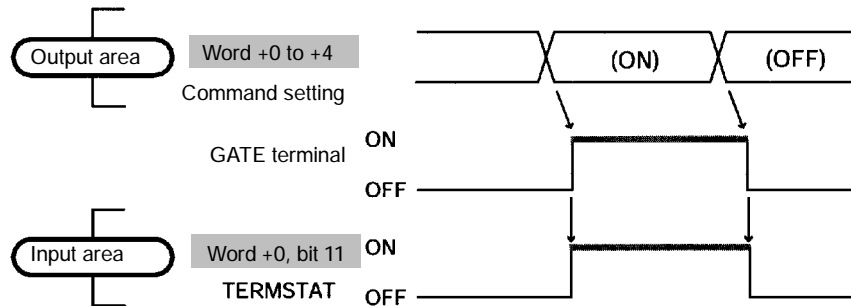 Output area
Word +0 to +4
(ON)
(OFF)
Command setting
GATE terminal
ON
OFF
Input area
Word +0, bit 11
ON
TERMSTAT
OFF